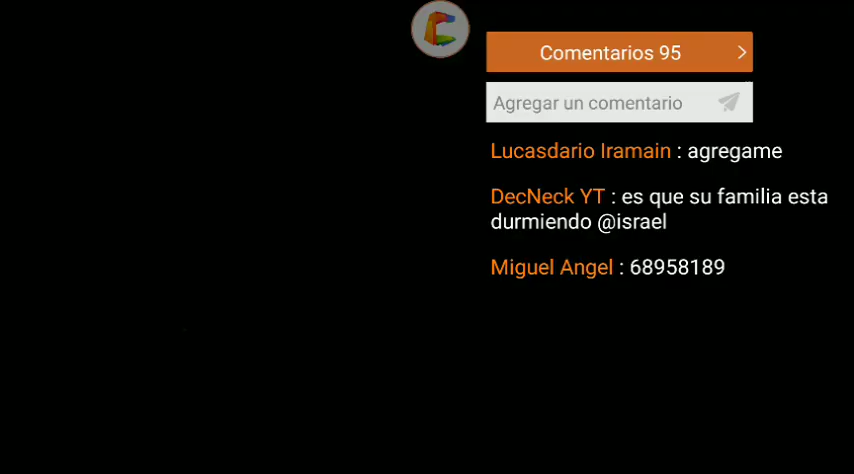 Comentarios 95
Agregar un comentario
Lucasdario Iramain : agregame
DecNeck YT : es que su familia esta
durmiendo @israel
Miguel Angel : 68958189